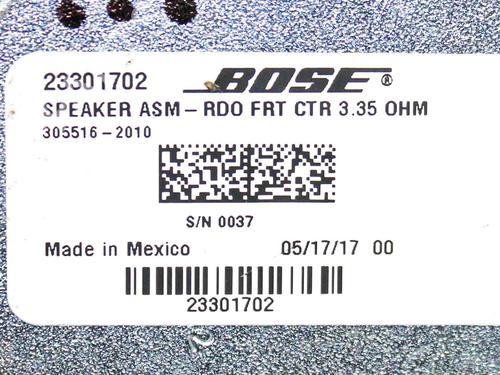 23301702 BOSE®
SPEAKER ASM – RDO FRT CTR 3.35 OHM
305516-2010
S/N 0037
Made in Mexico 05/17/17 00
23301702